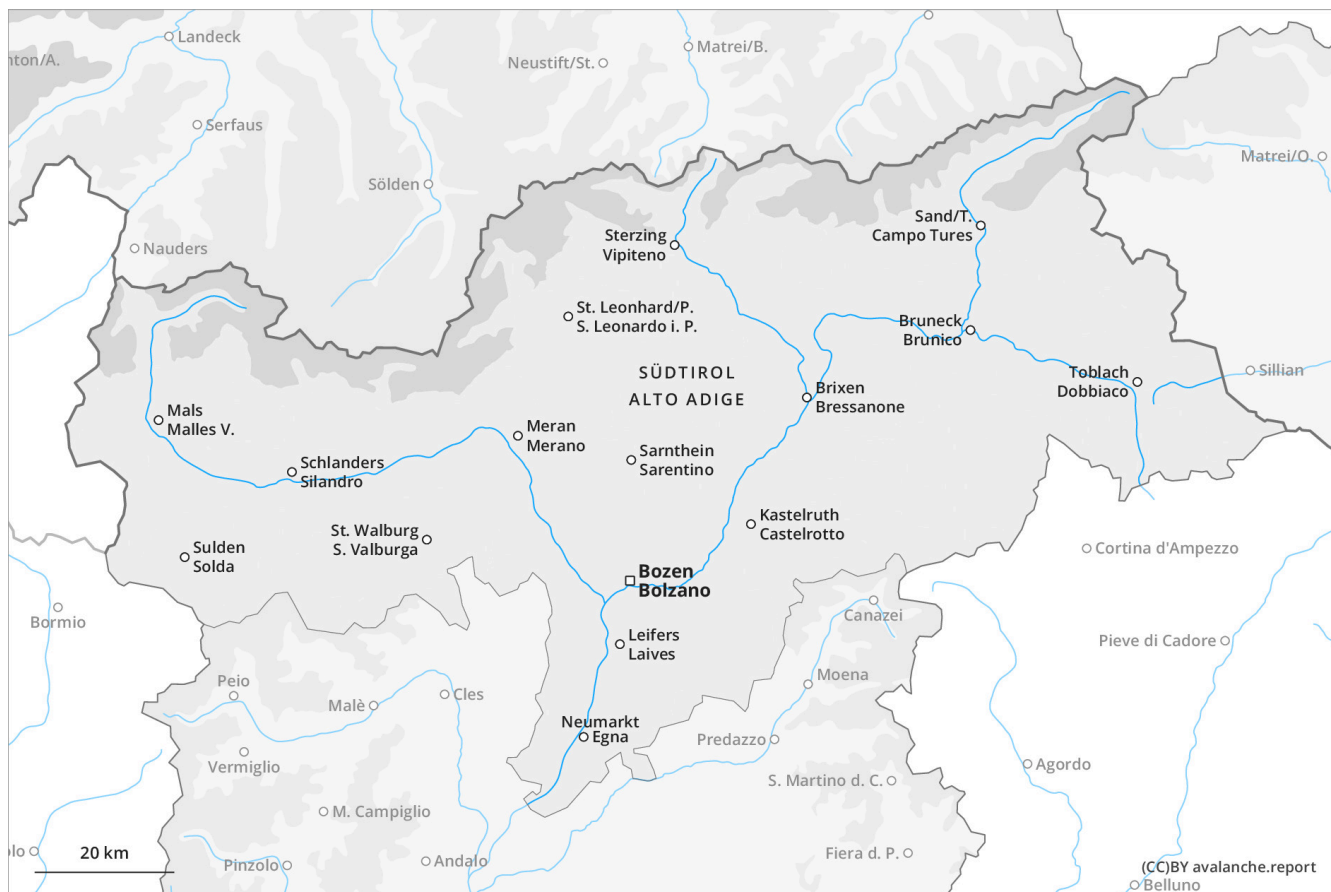 Landeck
nton/A.
Matrei/B.
Neustift/St.
Serfaus
Matrei/O.
Sölden
Nauders
Sand/T.
Campo Tures
Sterzing
Vipiteno
St. Leonhard/P.
S. Leonardo i. P.
Bruneck
Brunico
SÜDTIROL
ALTO ADIGE
Toblach
Dobbiaco
Sillian
Brixen
Bressanone
Mals
Malles V.
Meran
Merano
Sarnthein
Sarentino
Schlanders
Silandro
Kastelruth
Castelrotto
St. Walburg
S. Valburga
Sulden
Solda
Cortina d'Ampezzo
Bozen
Bolzano
Bormio
Canazei
Leifers
Laives
Pieve di Cadore
Peio
Moena
Malè
Cles
Neumarkt
Egna
Predazzo
Vermiglio
Agordo
S. Martino d. C.
M. Campiglio
20 km
olo
Pinzolo
Andalo
Fiera d. P.
(CC)BY avalanche.report
Belluno